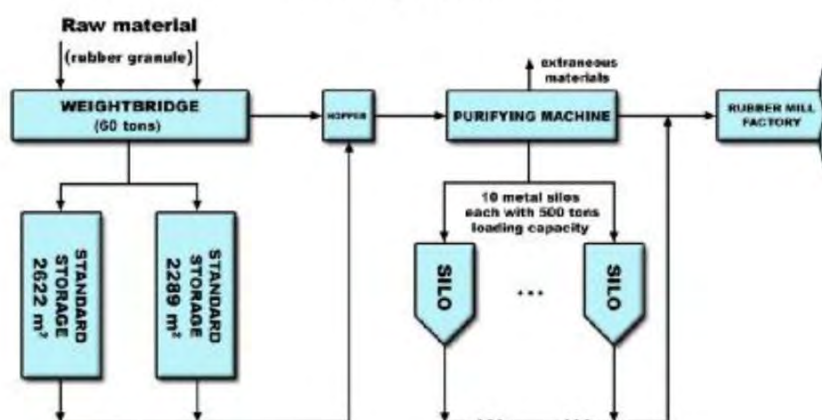 Raw material
(rubber granule)
extraneous
materials
WEIGHTBRIDGE
(60 tons)
HOPPER
PURIFYING MACHINE
RUBBER MILL
FACTORY
10 metal silos
each with 500 tons
loading capacity
STANDARD
STORAGE
2622 m²
STANDARD
STORAGE
2289 m²
SILO
...
SILO